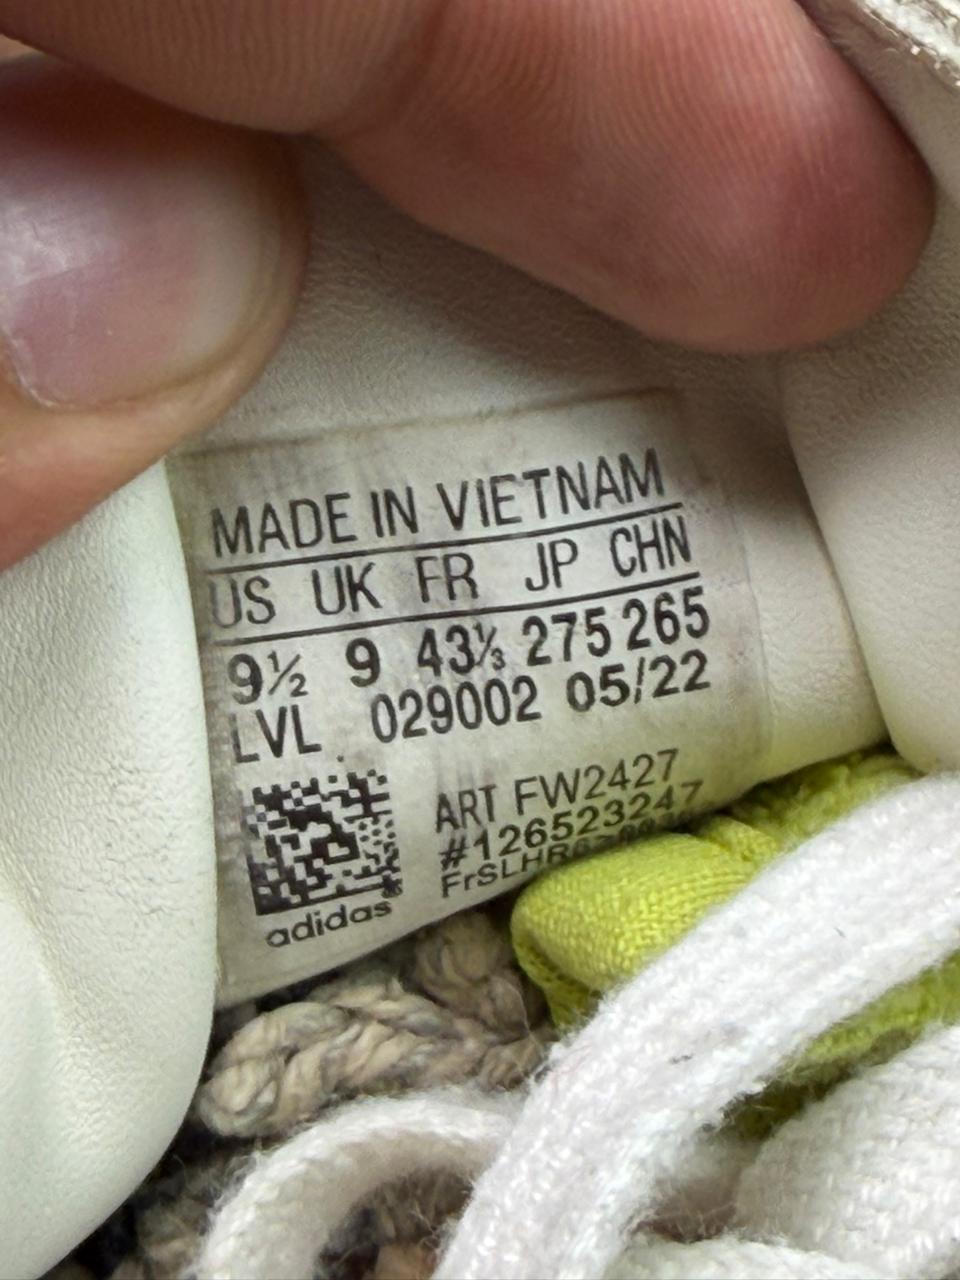 MADE IN VIETNAM
US UK FR JP CHN
9½ 9 43⅓ 275 265
LVL 029002 05/22
ART FW2427
#126523247
adidas